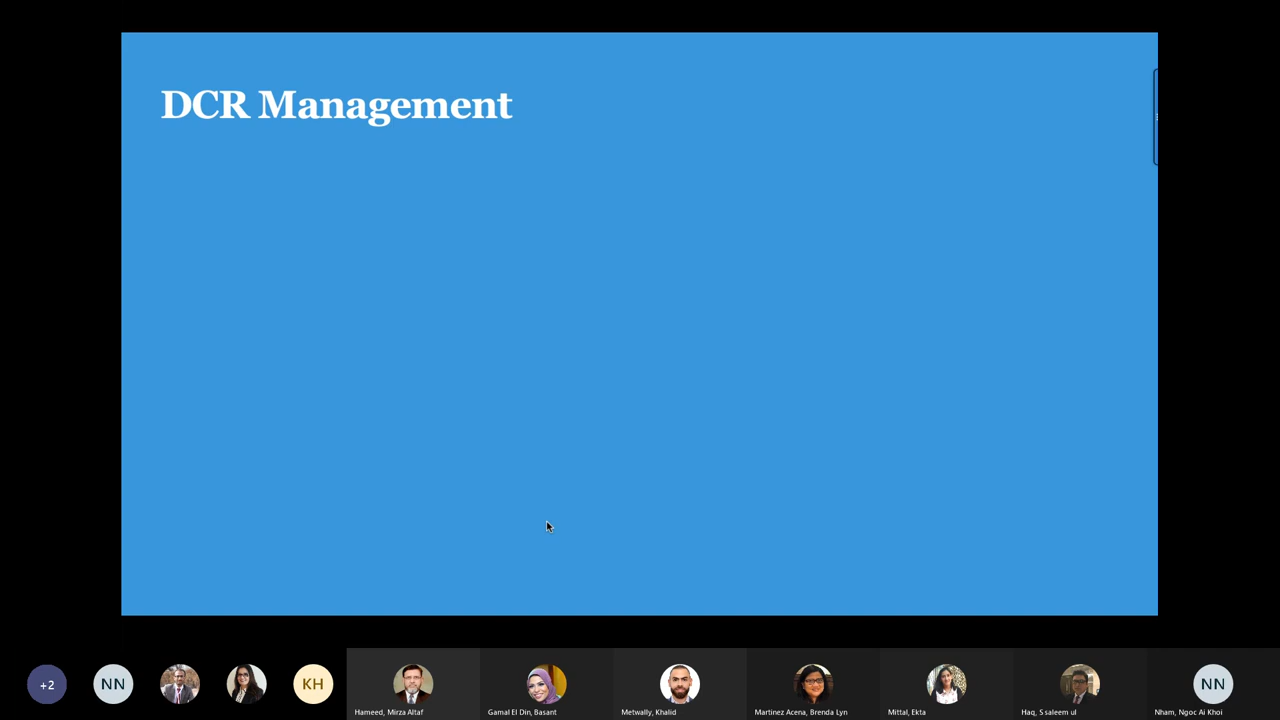 DCR Management
+2
NN
KH
Hameed, Mirza Altaf
Gamal El Din, Basant
Metwally, Khalid
Martinez Acena, Brenda Lyn
Mittal, Ekta
Haq, S saleem ul
NN
Nham, Ngoc Ai Khoi